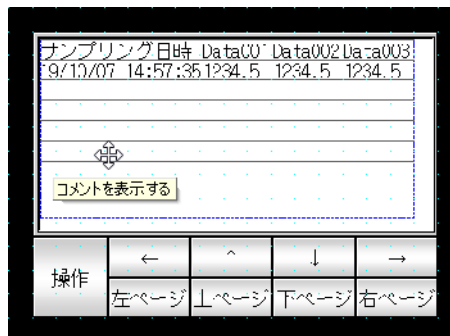 サンプリング日時 Data001 Data002 Data003
19/10/07 14:57:35 1234.5 1234.5 1234.5
コメントを表示する
操作 ← ^ ↓ →
左ページ 上ページ 下ページ 右ページ